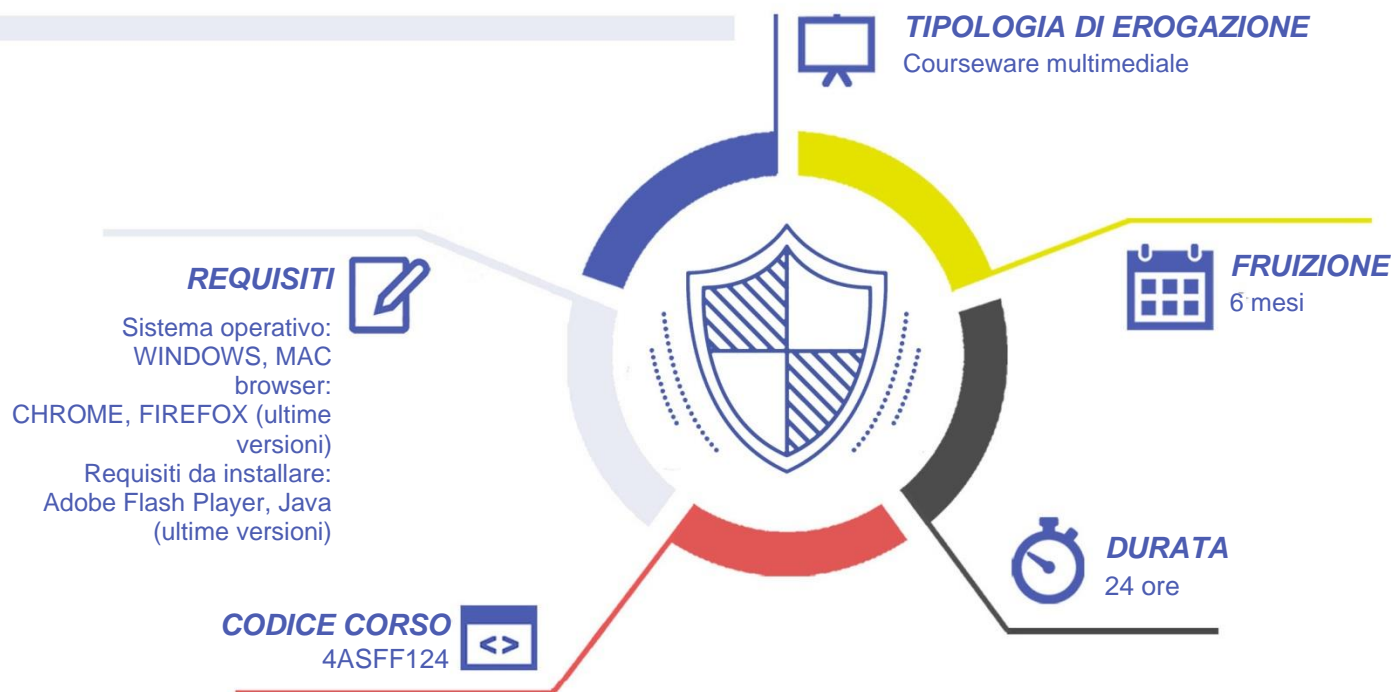 TIPOLOGIA DI EROGAZIONE
Courseware multimediale
REQUISITI
Sistema operativo:
WINDOWS, MAC
browser:
CHROME, FIREFOX (ultime
versioni)
Requisiti da installare:
Adobe Flash Player, Java
(ultime versioni)
FRUIZIONE
6 mesi
DURATA
24 ore
CODICE CORSO
4ASFF124
<>